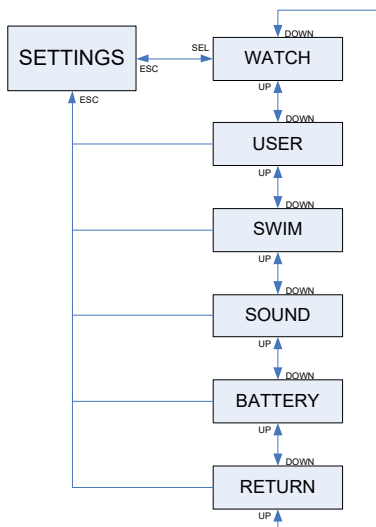 DOWN
SETTINGS
SEL
WATCH
ESC
UP
ESC
DOWN
USER
UP
DOWN
SWIM
UP
DOWN
SOUND
UP
DOWN
BATTERY
UP
DOWN
RETURN
UP